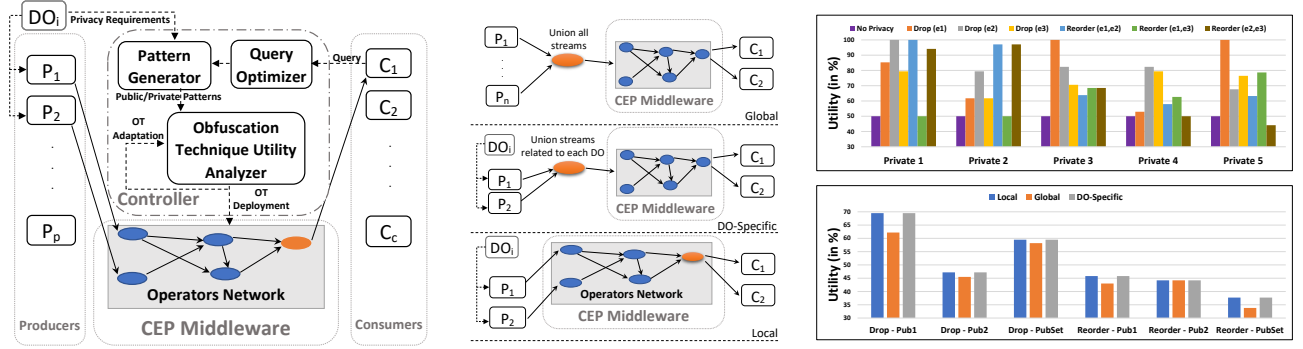 DOi
Privacy Requirements
Pattern
Generator
Query
Optimizer
Query
P1
P2
.
.
.
Pp
Public/Private Patterns
OT
Adaptation
Obfuscation
Technique Utility
Analyzer
Controller
OT
Deployment
C1
C2
.
.
.
Cc
Operators Network
CEP Middleware
Producers
Consumers
P1
.
.
.
Pn
Union all
streams
CEP Middleware
C1
C2
Global
DOi
P1
P2
Union streams
related to each DO
CEP Middleware
C1
C2
DO-Specific
DOi
P1
P2
Operators Network
CEP Middleware
C1
C2
Local
No Privacy Drop (e1) Drop (e2) Drop (e3) Reorder (e1,e2) Reorder (e1,e3) Reorder (e2,e3)
Utility (in %)
100
90
80
70
60
50
40
30
Private 1 Private 2 Private 3 Private 4 Private 5
Local Global DO-Specific
Utility (in %)
70
65
60
55
50
45
40
35
30
Drop - Pub1 Drop - Pub2 Drop - PubSet Reorder - Pub1 Reorder - Pub2 Reorder - PubSet